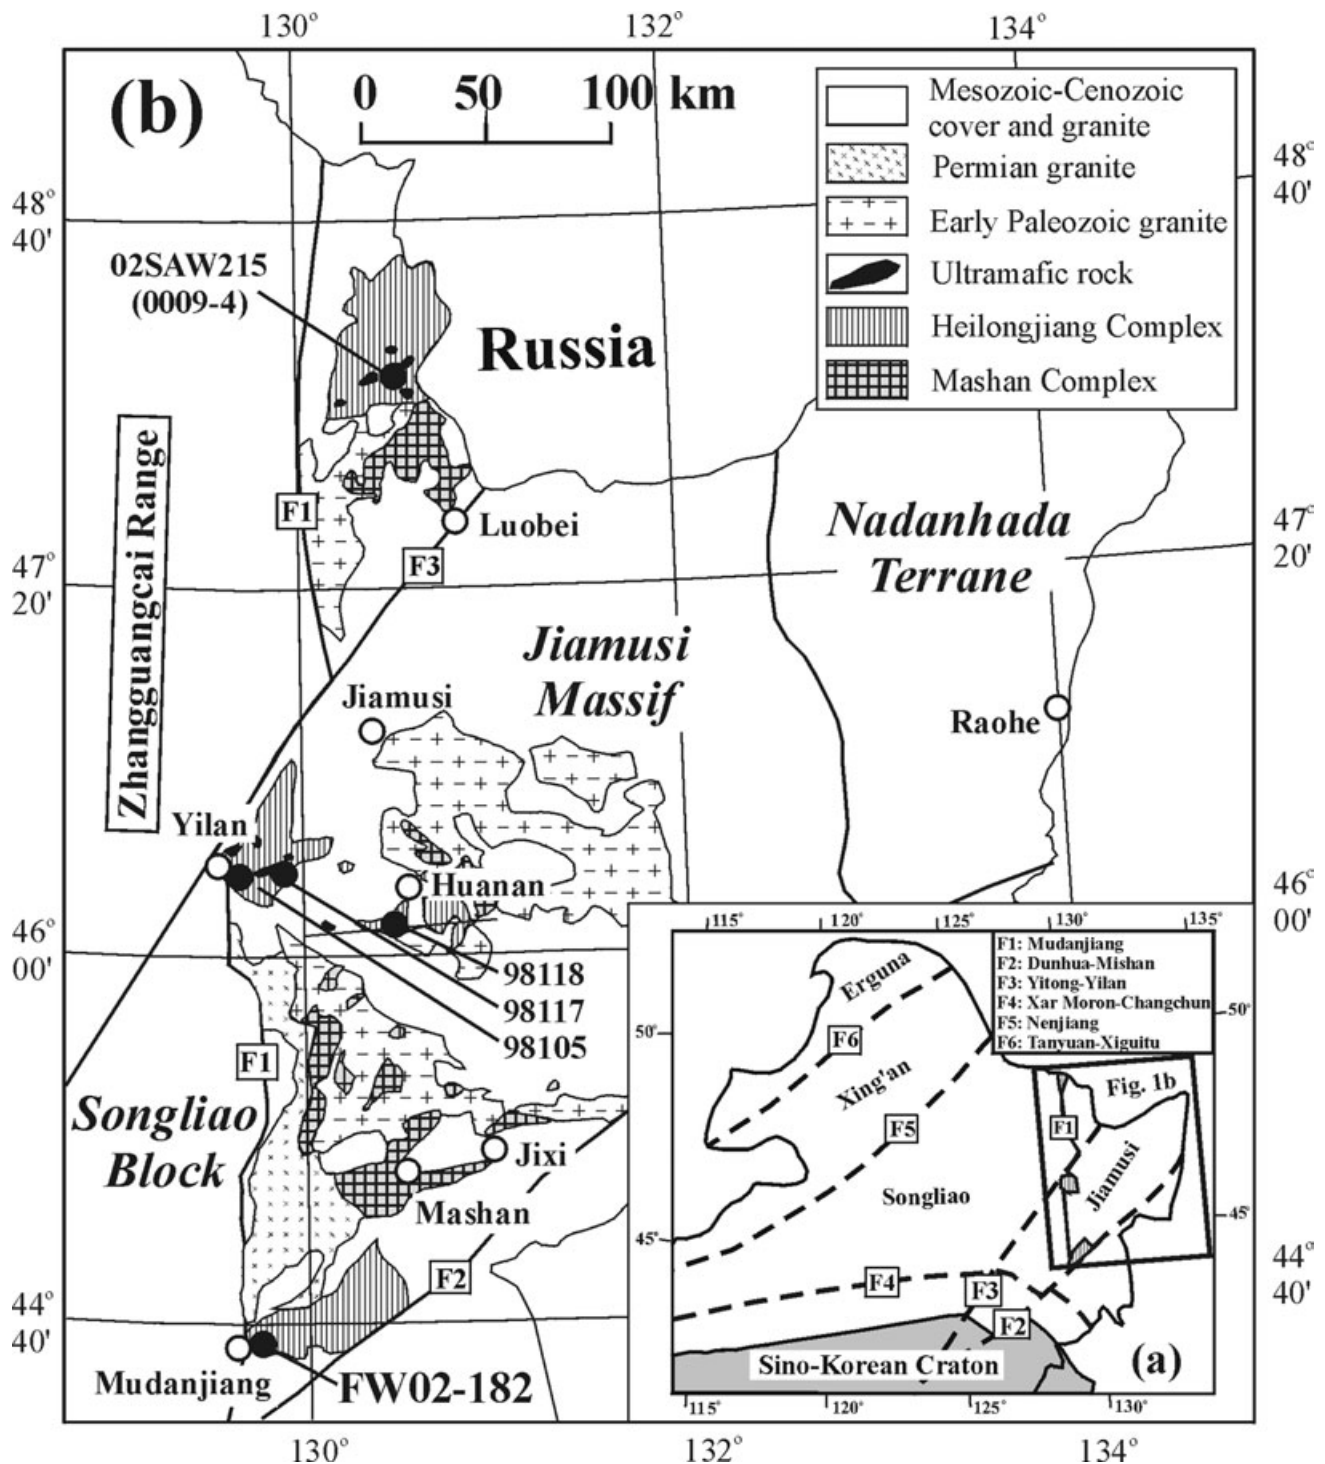 130°
132°
134°
(b)
0
50
100 km
Mesozoic-Cenozoic
cover and granite
Permian granite
Early Paleozoic granite
Ultramafic rock
Heilongjiang Complex
Mashan Complex
48°
40'
48°
40'
02SAW215
(0009-4)
Russia
Zhangguangcai Range
F1
Luobei
F3
Nadanhada
Terrane
47°
20'
47°
20'
Jiamusi
Massif
Jiamusi
Raohe
Yilan
Huanan
46°
00'
46°
00'
98118
98117
98105
F1
Songliao
Block
Jixi
Mashan
F2
44°
40'
44°
40'
Mudanjiang
FW02-182
130°
132°
134°
115°
120°
125°
130°
135°
F1: Mudanjiang
F2: Dunhua-Mishan
F3: Yitong-Yilan
F4: Xar Moron-Changchun
F5: Nenjiang
F6: Tanyuan-Xiguitu
Erguna
50°
50°
F6
Xing'an
Fig. 1b
F5
F1
Jiamusi
Songliao
45°
45°
F4
F3
F2
Sino-Korean Craton
(a)
115°
120°
125°
130°